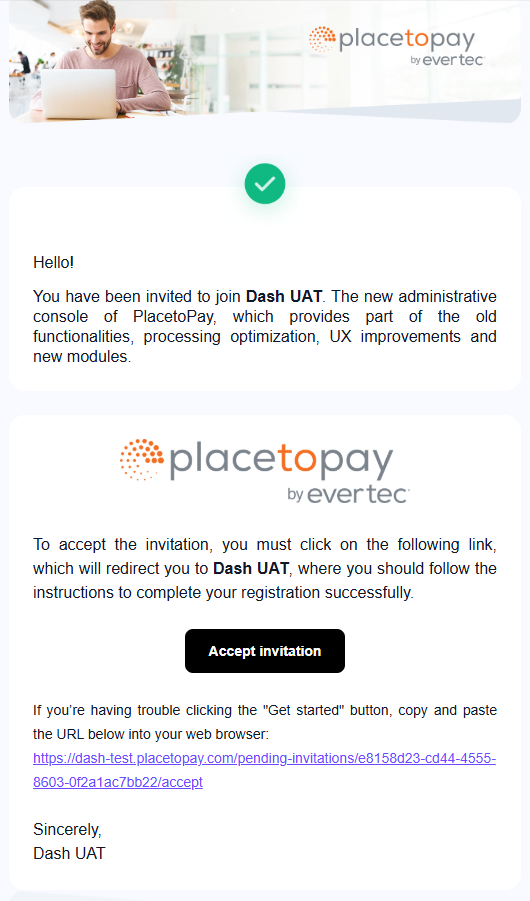 placetopay
by evertec
Hello!
You have been invited to join Dash UAT. The new administrative
console of PlacetoPay, which provides part of the old
functionalities, processing optimization, UX improvements and
new modules.
placetopay
by evertec
To accept the invitation, you must click on the following link,
which will redirect you to Dash UAT, where you should follow the
instructions to complete your registration successfully.
Accept invitation
If you’re having trouble clicking the "Get started" button, copy and paste
the URL below into your web browser:
https://dash-test.placetopay.com/pending-invitations/e8158d23-cd44-4555-
8603-0f2a1ac7bb22/accept
Sincerely,
Dash UAT